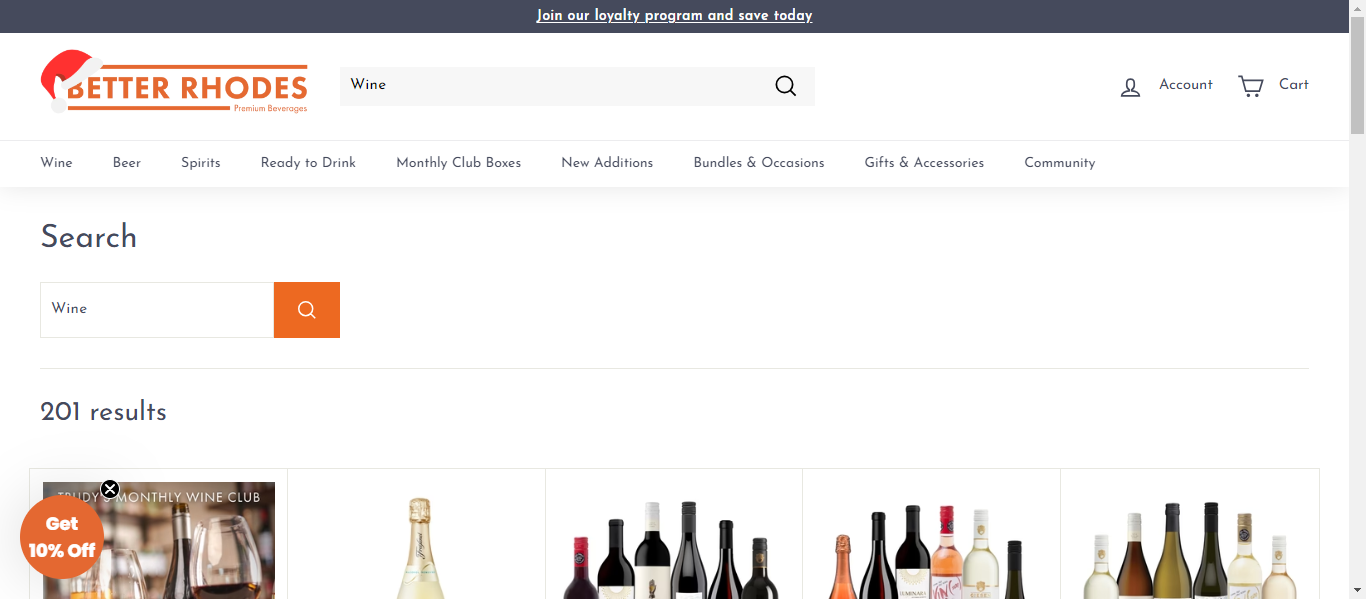 Join our loyalty program and save today
BETTER RHODES
Premium Beverages
Wine
Account
Cart
Wine
Beer
Spirits
Ready to Drink
Monthly Club Boxes
New Additions
Bundles & Occasions
Gifts & Accessories
Community
Search
Wine
201 results
TRUDY'S MONTHLY WINE CLUB
Get
10% Off